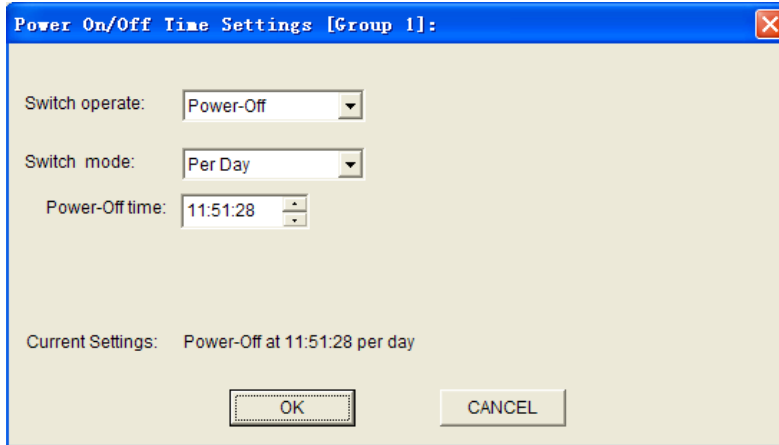 Power On/Off Time Settings [Group 1]:
Switch operate: Power-Off
Switch mode: Per Day
Power-Off time: 11:51:28
Current Settings: Power-Off at 11:51:28 per day
OK CANCEL